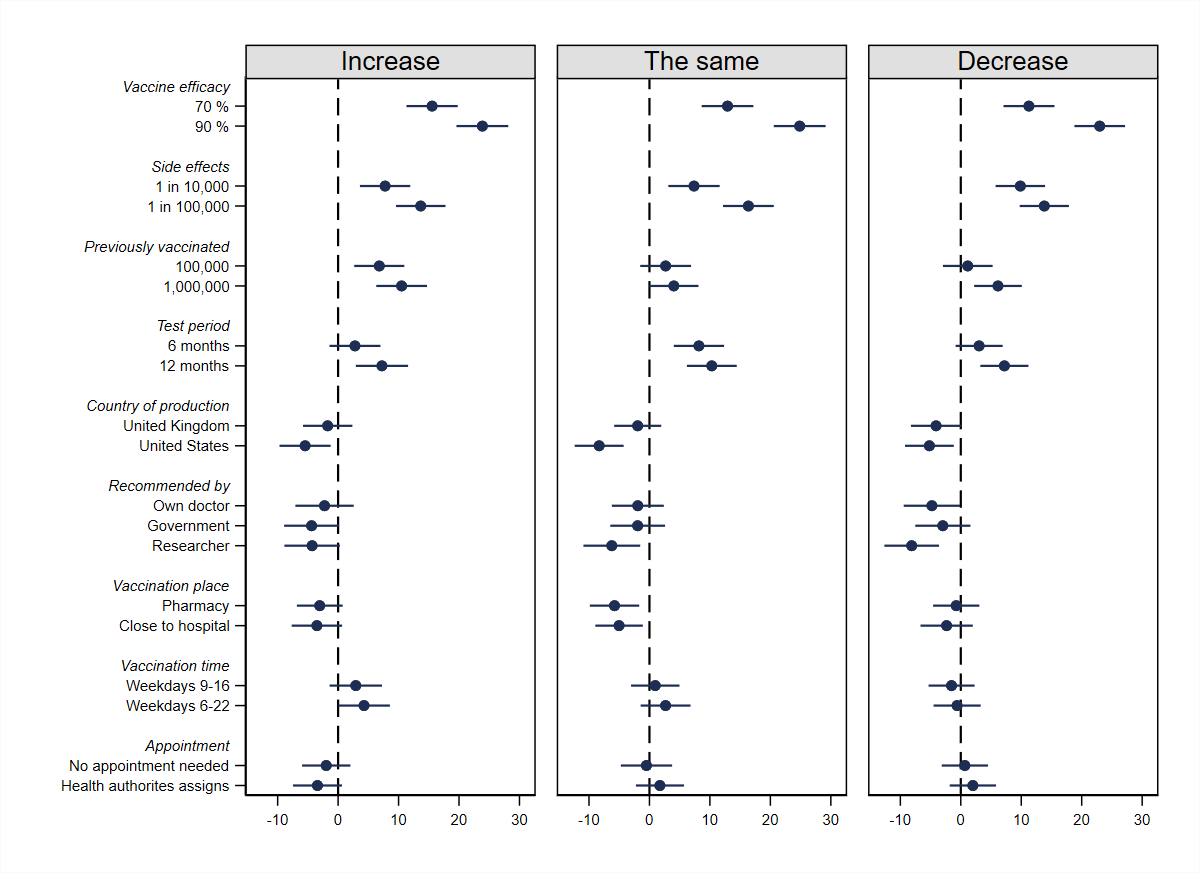 Increase
The same
Decrease
Vaccine efficacy
70 %
90 %
Side effects
1 in 10,000
1 in 100,000
Previously vaccinated
100,000
1,000,000
Test period
6 months
12 months
Country of production
United Kingdom
United States
Recommended by
Own doctor
Government
Researcher
Vaccination place
Pharmacy
Close to hospital
Vaccination time
Weekdays 9-16
Weekdays 6-22
Appointment
No appointment needed
Health authorites assigns
-10 0 10 20 30
-10 0 10 20 30
-10 0 10 20 30